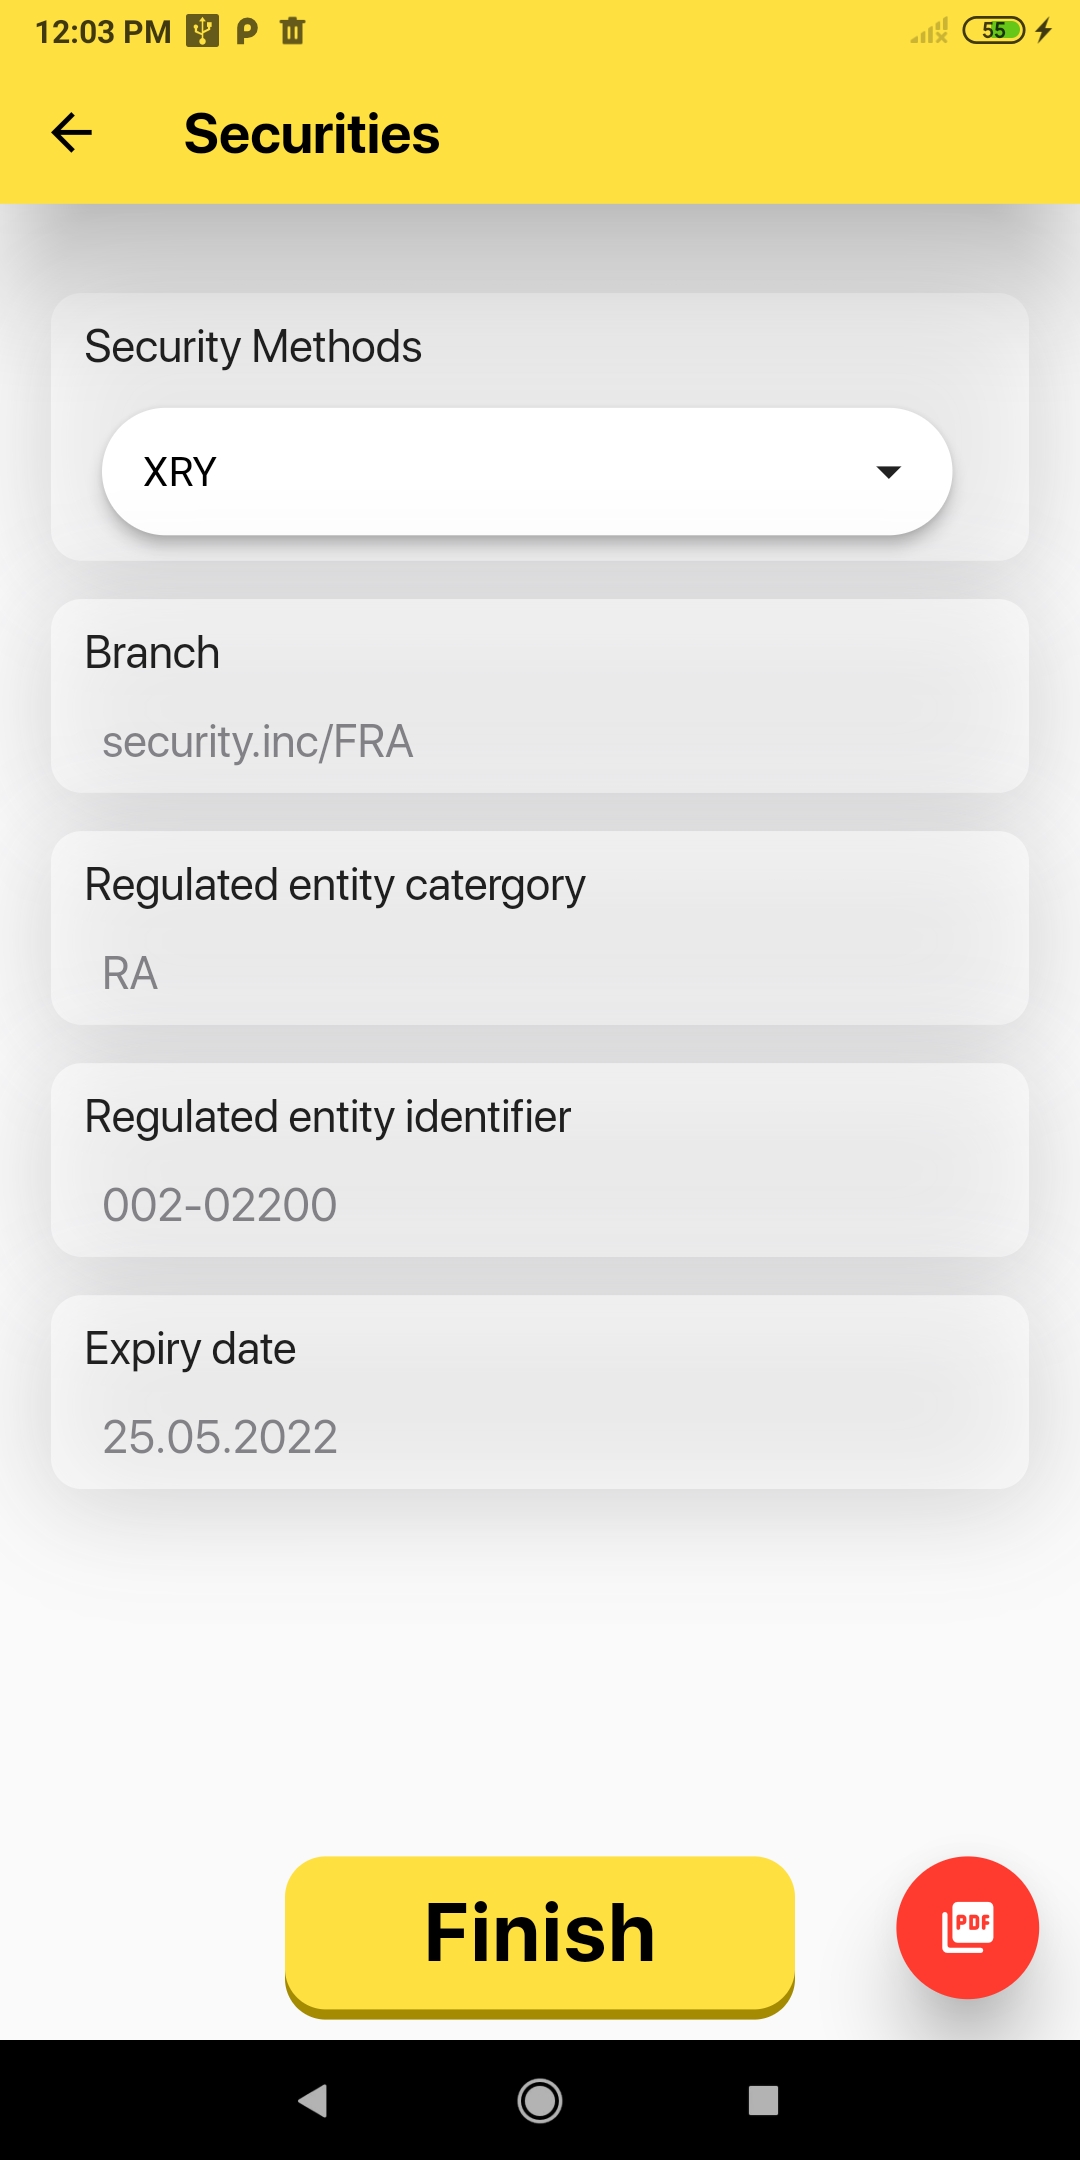 12:03 PM
55
Securities
Security Methods
XRY
Branch
security.inc/FRA
Regulated entity catergory
RA
Regulated entity identifier
002-02200
Expiry date
25.05.2022
Finish
PDF